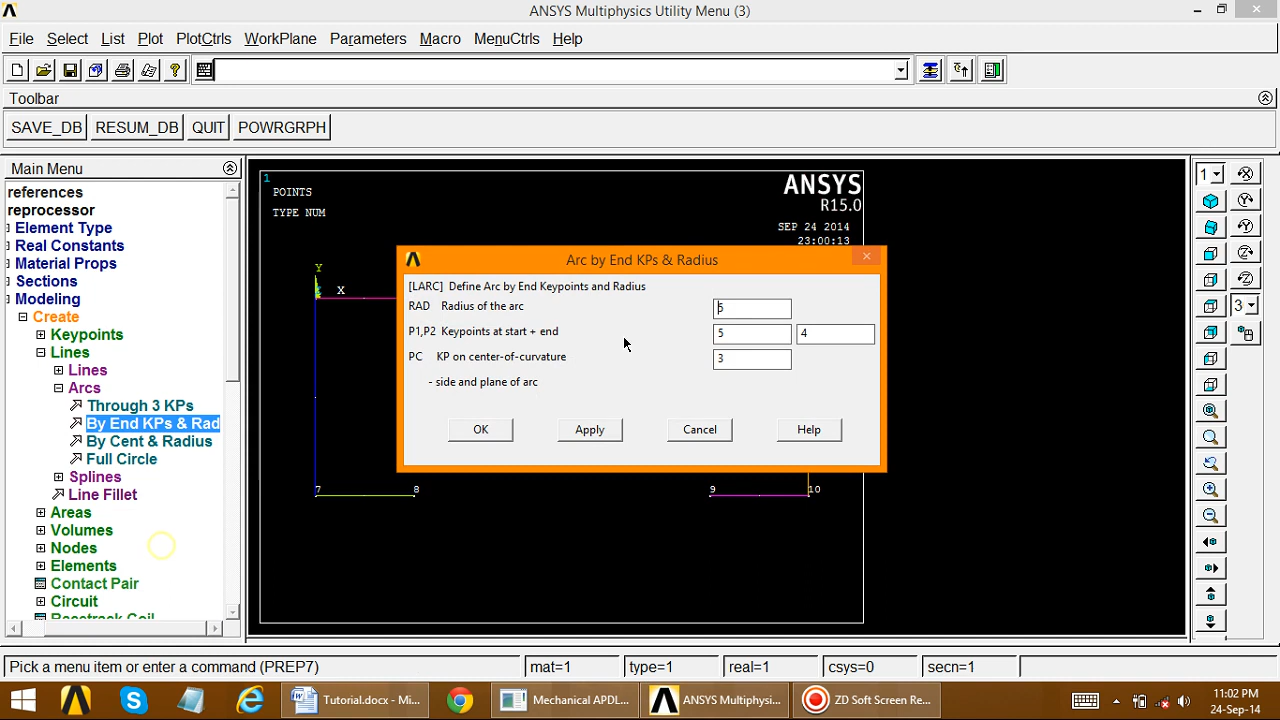 ANSYS Multiphysics Utility Menu (3)
File Select List Plot PlotCtrls WorkPlane Parameters Macro MenuCtrls Help
Toolbar
SAVE_DB RESUM_DB QUIT POWRGRPH
Main Menu
references
reprocessor
Element Type
Real Constants
Material Props
Sections
Modeling
Create
Keypoints
Lines
Lines
Arcs
Through 3 KPs
By End KPs & Rad
By Cent & Radius
Full Circle
Splines
Line Fillet
Areas
Volumes
Nodes
Elements
Contact Pair
Circuit
Racetrack Coil
1
POINTS
TYPE NUM
ANSYS
R15.0
SEP 24 2014
23:00:13
Y
X
7 8 9 10
Arc by End KPs & Radius
[LARC] Define Arc by End Keypoints and Radius
RAD Radius of the arc 5
P1,P2 Keypoints at start + end 5 4
PC KP on center-of-curvature 3
- side and plane of arc
OK Apply Cancel Help
1
3
Pick a menu item or enter a command (PREP7) mat=1 type=1 real=1 csys=0 secn=1
Tutorial.docx - Mi... Mechanical APDL... ANSYS Multiphysi... ZD Soft Screen Re...
11:02 PM
24-Sep-14